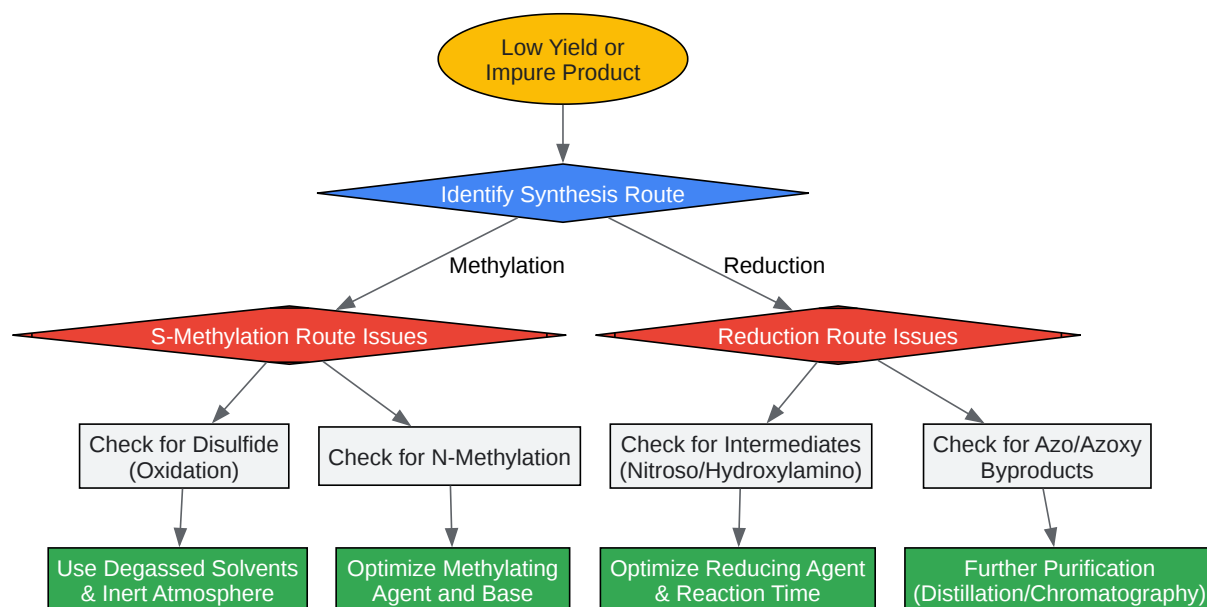 Low Yield or
Impure Product
Identify Synthesis Route
Methylation
Reduction
S-Methylation Route Issues
Reduction Route Issues
Check for Disulfide
(Oxidation)
Check for N-Methylation
Check for Intermediates
(Nitroso/Hydroxylamino)
Check for Azo/Azoxy
Byproducts
Use Degassed Solvents
& Inert Atmosphere
Optimize Methylating
Agent and Base
Optimize Reducing Agent
& Reaction Time
Further Purification
(Distillation/Chromatography)